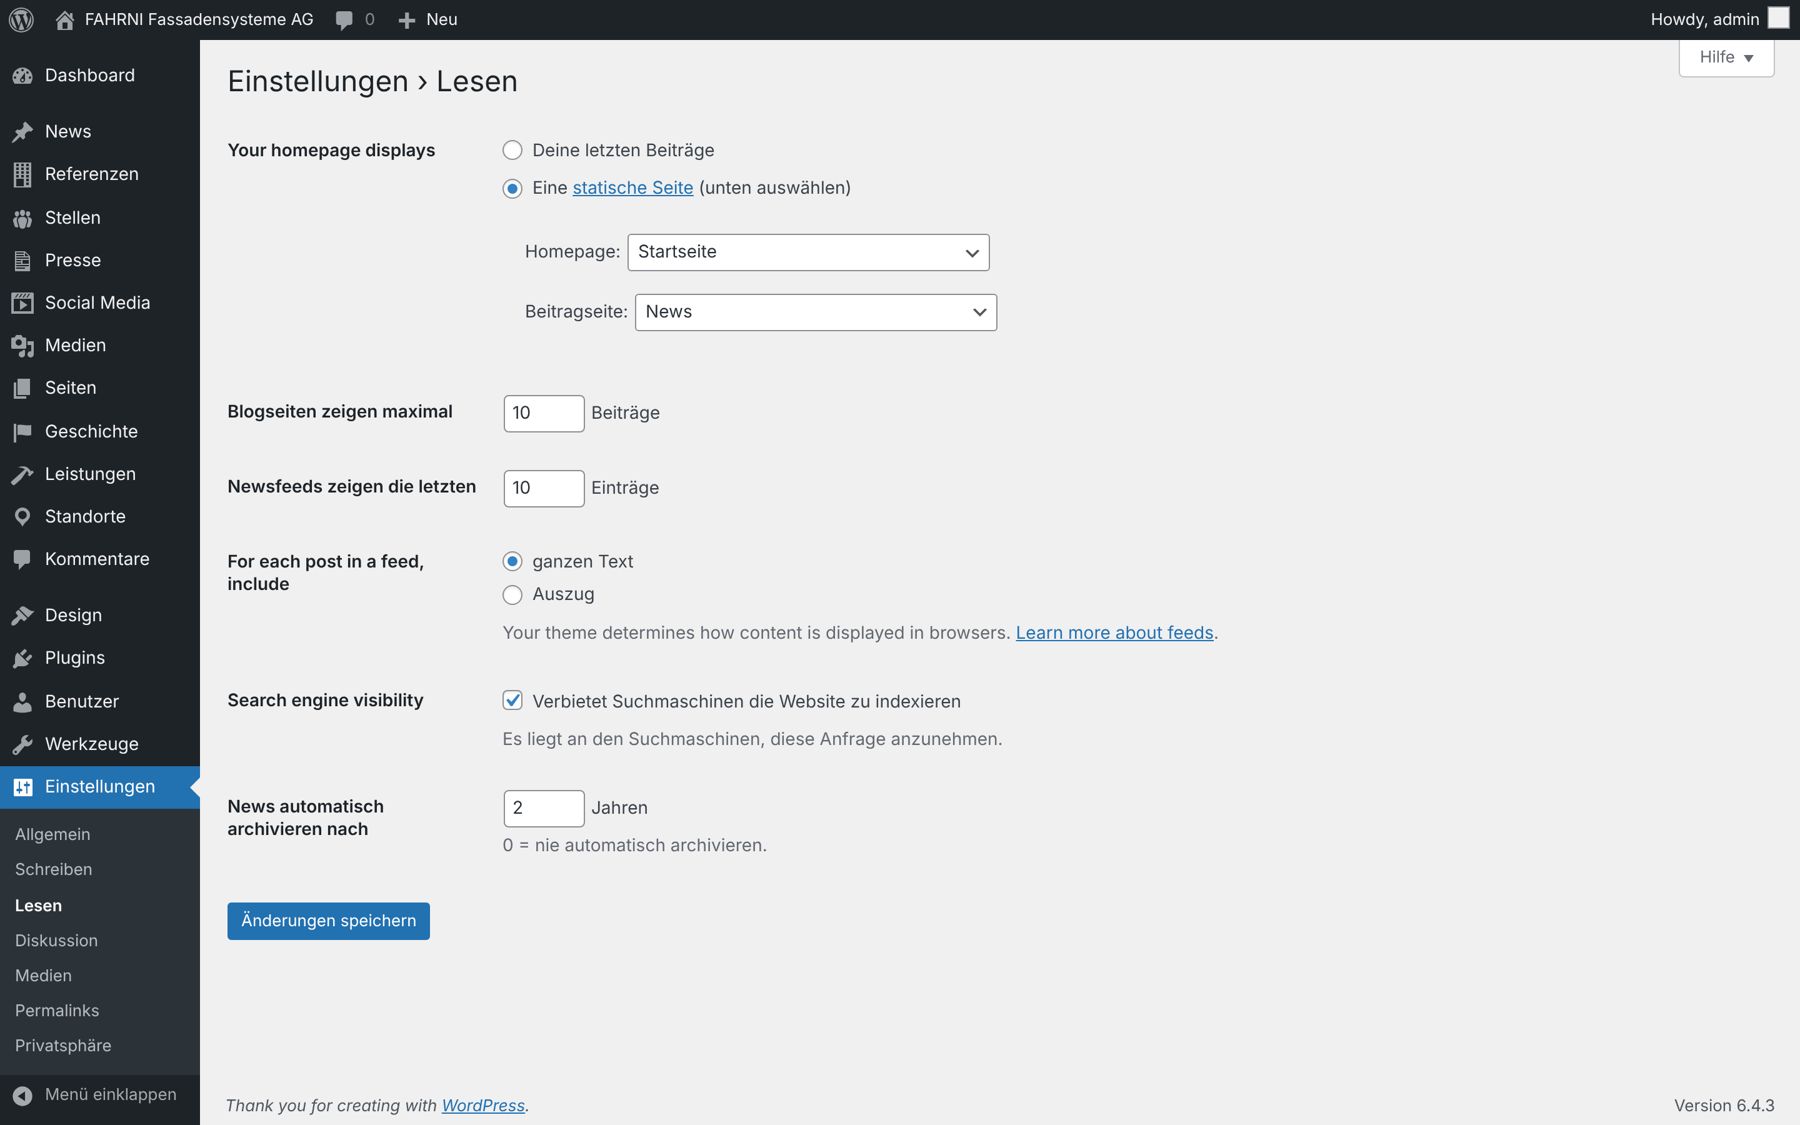 FAHRNI Fassadensysteme AG
0
Neu
Howdy, admin
Hilfe
Dashboard
News
Referenzen
Stellen
Presse
Social Media
Medien
Seiten
Geschichte
Leistungen
Standorte
Kommentare
Design
Plugins
Benutzer
Werkzeuge
Einstellungen
Allgemein
Schreiben
Lesen
Diskussion
Medien
Permalinks
Privatsphäre
Menü einklappen
Einstellungen › Lesen
Your homepage displays
Deine letzten Beiträge
Eine statische Seite (unten auswählen)
Homepage: Startseite
Beitragseite: News
Blogseiten zeigen maximal
10 Beiträge
Newsfeeds zeigen die letzten
10 Einträge
For each post in a feed,
include
ganzen Text
Auszug
Your theme determines how content is displayed in browsers. Learn more about feeds.
Search engine visibility
Verbietet Suchmaschinen die Website zu indexieren
Es liegt an den Suchmaschinen, diese Anfrage anzunehmen.
News automatisch
archivieren nach
2 Jahren
0 = nie automatisch archivieren.
Änderungen speichern
Thank you for creating with WordPress.
Version 6.4.3